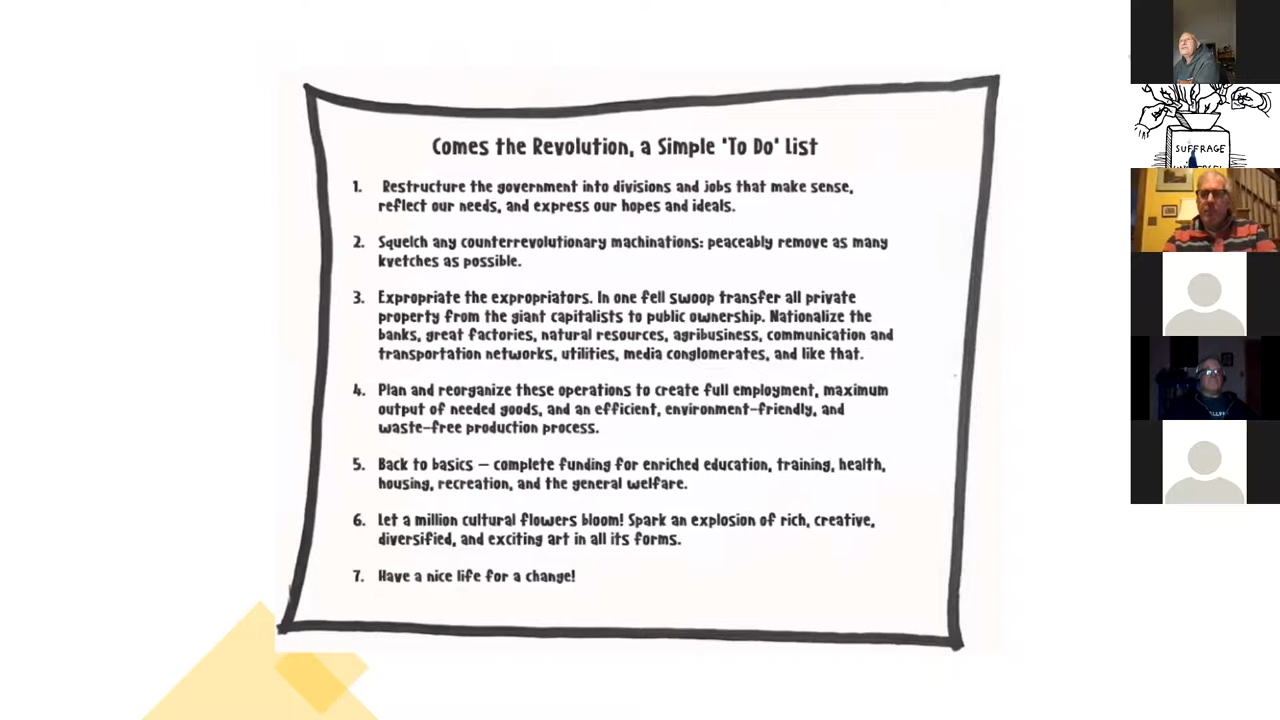 Comes the Revolution, a Simple 'To Do' List
1. Restructure the government into divisions and jobs that make sense,
reflect our needs, and express our hopes and ideals.
2. Squelch any counterrevolutionary machinations: peaceably remove as many
kvetches as possible.
3. Expropriate the expropriators. In one fell swoop transfer all private
property from the giant capitalists to public ownership. Nationalize the
banks, great factories, natural resources, agribusiness, communication and
transportation networks, utilities, media conglomerates, and like that.
4. Plan and reorganize these operations to create full employment, maximum
output of needed goods, and an efficient, environment-friendly, and
waste-free production process.
5. Back to basics – complete funding for enriched education, training, health,
housing, recreation, and the general welfare.
6. Let a million cultural flowers bloom! Spark an explosion of rich, creative,
diversified, and exciting art in all its forms.
7. Have a nice life for a change!
SUFFRAGE